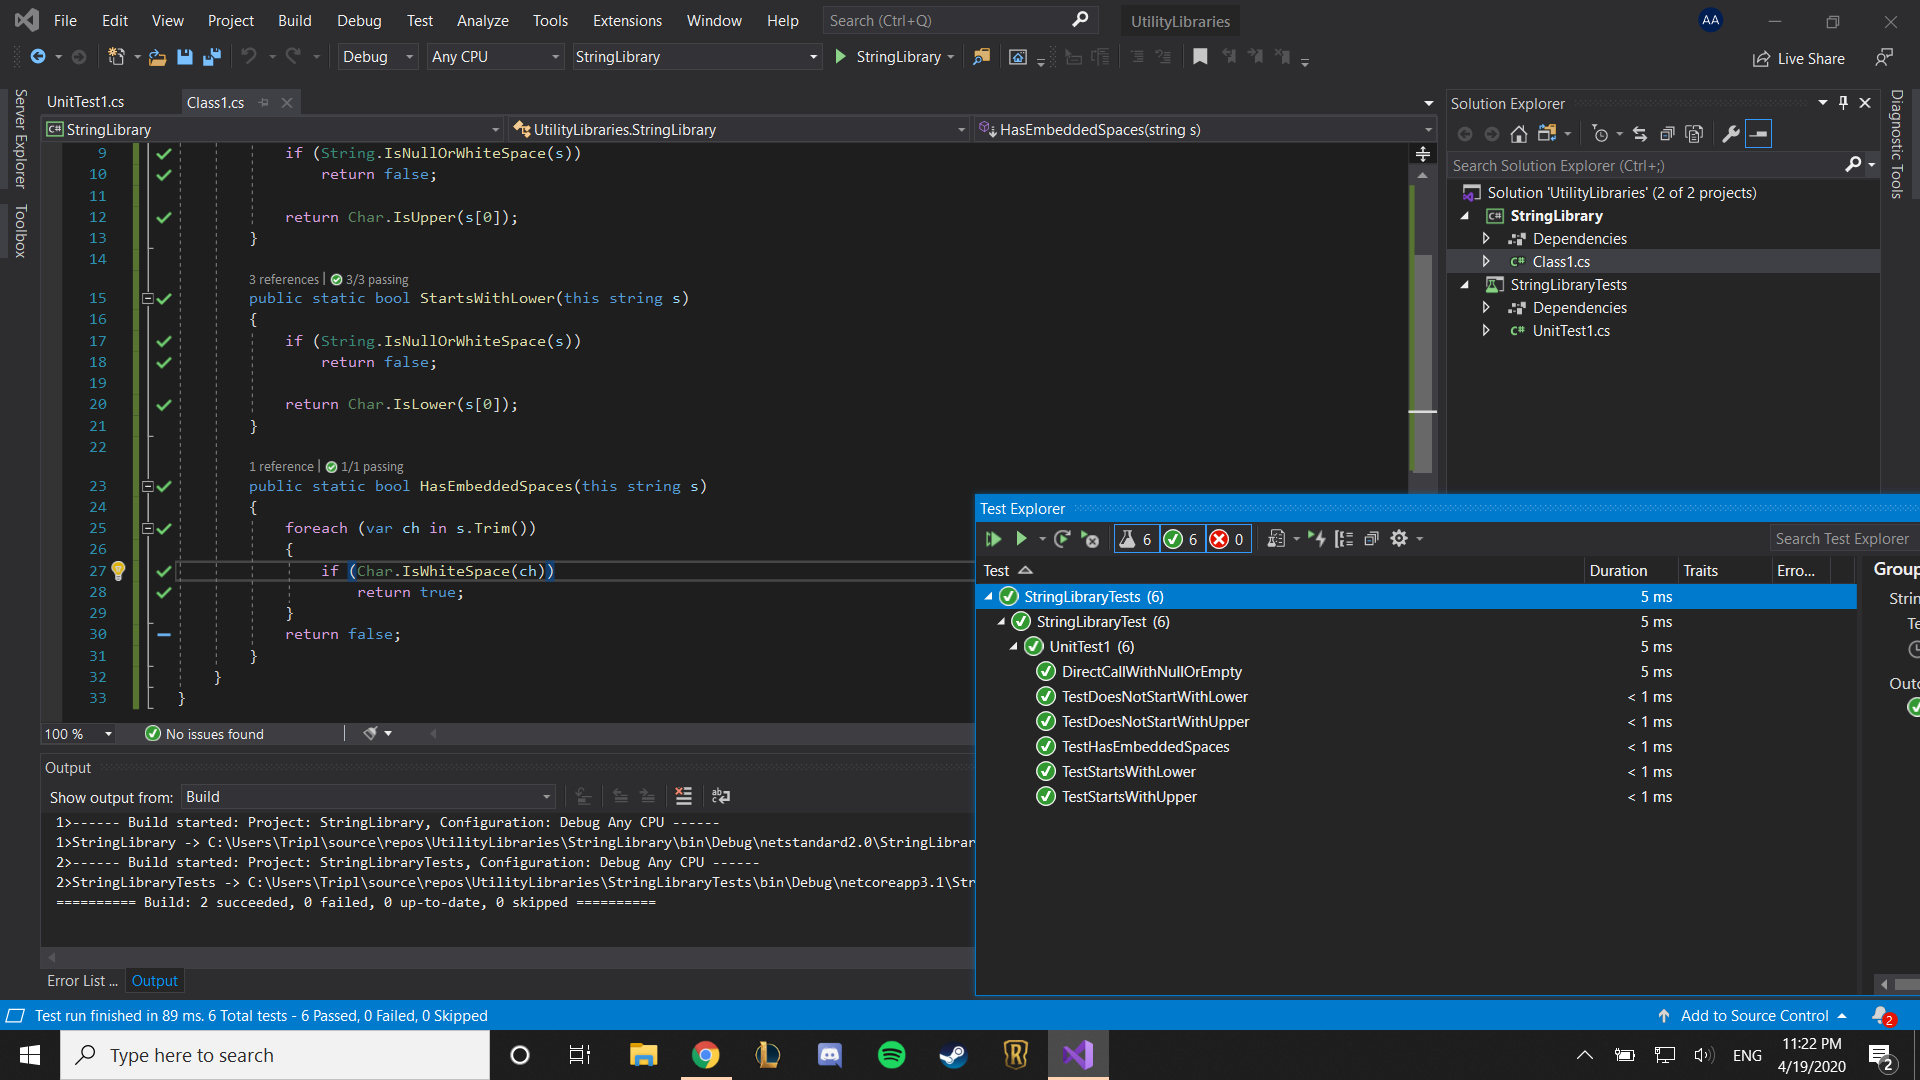 File Edit View Project Build Debug Test Analyze Tools Extensions Window Help Search (Ctrl+Q) UtilityLibraries AA
Debug Any CPU StringLibrary StringLibrary Live Share
Server Explorer
Toolbox
UnitTest1.cs Class1.cs
C# StringLibrary UtilityLibraries.StringLibrary HasEmbeddedSpaces(string s)
9 if (String.IsNullOrWhiteSpace(s))
10 return false;
11
12 return Char.IsUpper(s[0]);
13 }
14
3 references | 3/3 passing
15 public static bool StartsWithLower(this string s)
16 {
17 if (String.IsNullOrWhiteSpace(s))
18 return false;
19
20 return Char.IsLower(s[0]);
21 }
22
1 reference | 1/1 passing
23 public static bool HasEmbeddedSpaces(this string s)
24 {
25 foreach (var ch in s.Trim())
26 {
27 if (Char.IsWhiteSpace(ch))
28 return true;
29 }
30 return false;
31 }
32 }
33 }
100 % No issues found
Output
Show output from: Build
1>------ Build started: Project: StringLibrary, Configuration: Debug Any CPU ------
1>StringLibrary -> C:\Users\Tripl\source\repos\UtilityLibraries\StringLibrary\bin\Debug\netstandard2.0\StringLibrar
2>------ Build started: Project: StringLibraryTests, Configuration: Debug Any CPU ------
2>StringLibraryTests -> C:\Users\Tripl\source\repos\UtilityLibraries\StringLibraryTests\bin\Debug\netcoreapp3.1\Str
========== Build: 2 succeeded, 0 failed, 0 up-to-date, 0 skipped ==========
Error List ... Output
Solution Explorer
Search Solution Explorer (Ctrl+;)
Solution 'UtilityLibraries' (2 of 2 projects)
C# StringLibrary
Dependencies
C# Class1.cs
StringLibraryTests
Dependencies
C# UnitTest1.cs
Diagnostic Tools
Test Explorer
6 6 0 Search Test Explorer
Test Duration Traits Erro... Group
StringLibraryTests (6) 5 ms Strin
StringLibraryTest (6) 5 ms Te
UnitTest1 (6) 5 ms
DirectCallWithNullOrEmpty 5 ms Outc
TestDoesNotStartWithLower < 1 ms
TestDoesNotStartWithUpper < 1 ms
TestHasEmbeddedSpaces < 1 ms
TestStartsWithLower < 1 ms
TestStartsWithUpper < 1 ms
Test run finished in 89 ms. 6 Total tests - 6 Passed, 0 Failed, 0 Skipped Add to Source Control 2
Type here to search ENG 11:22 PM 4/19/2020 2